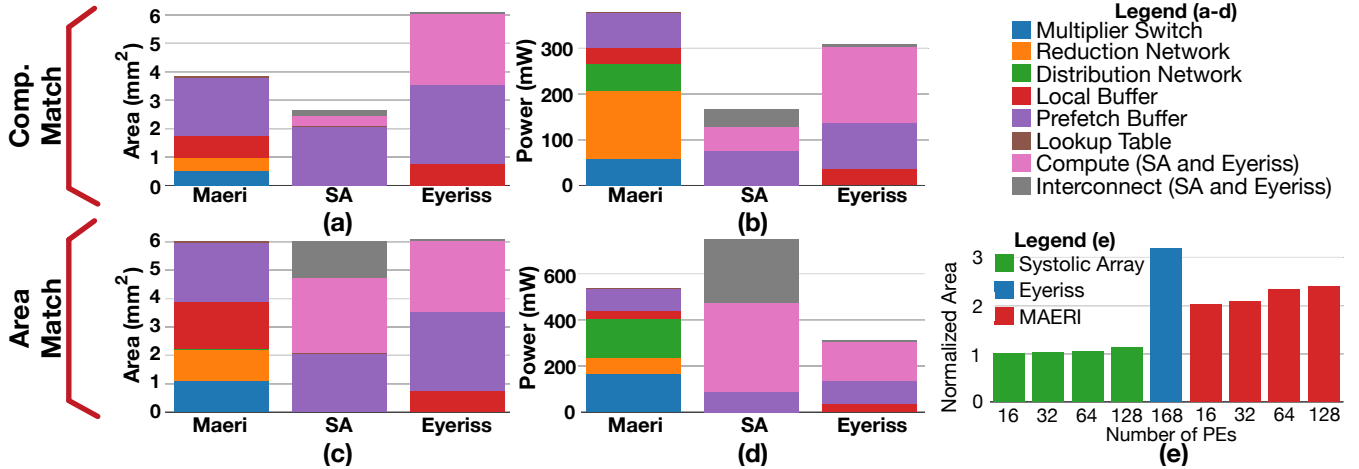 Comp.
Match
Area (mm2)
6
5
4
3
2
1
0
Maeri SA Eyeriss
(a)
Power (mW)
300
200
100
0
Maeri SA Eyeriss
(b)
Legend (a-d)
Multiplier Switch
Reduction Network
Distribution Network
Local Buffer
Prefetch Buffer
Lookup Table
Compute (SA and Eyeriss)
Interconnect (SA and Eyeriss)
Area
Match
Area (mm2)
6
5
4
3
2
1
0
Maeri SA Eyeriss
(c)
Power (mW)
600
400
200
0
Maeri SA Eyeriss
(d)
Legend (e)
Systolic Array
Eyeriss
MAERI
Normalized Area
3
2
1
0
16 32 64 128 168 16 32 64 128
Number of PEs
(e)